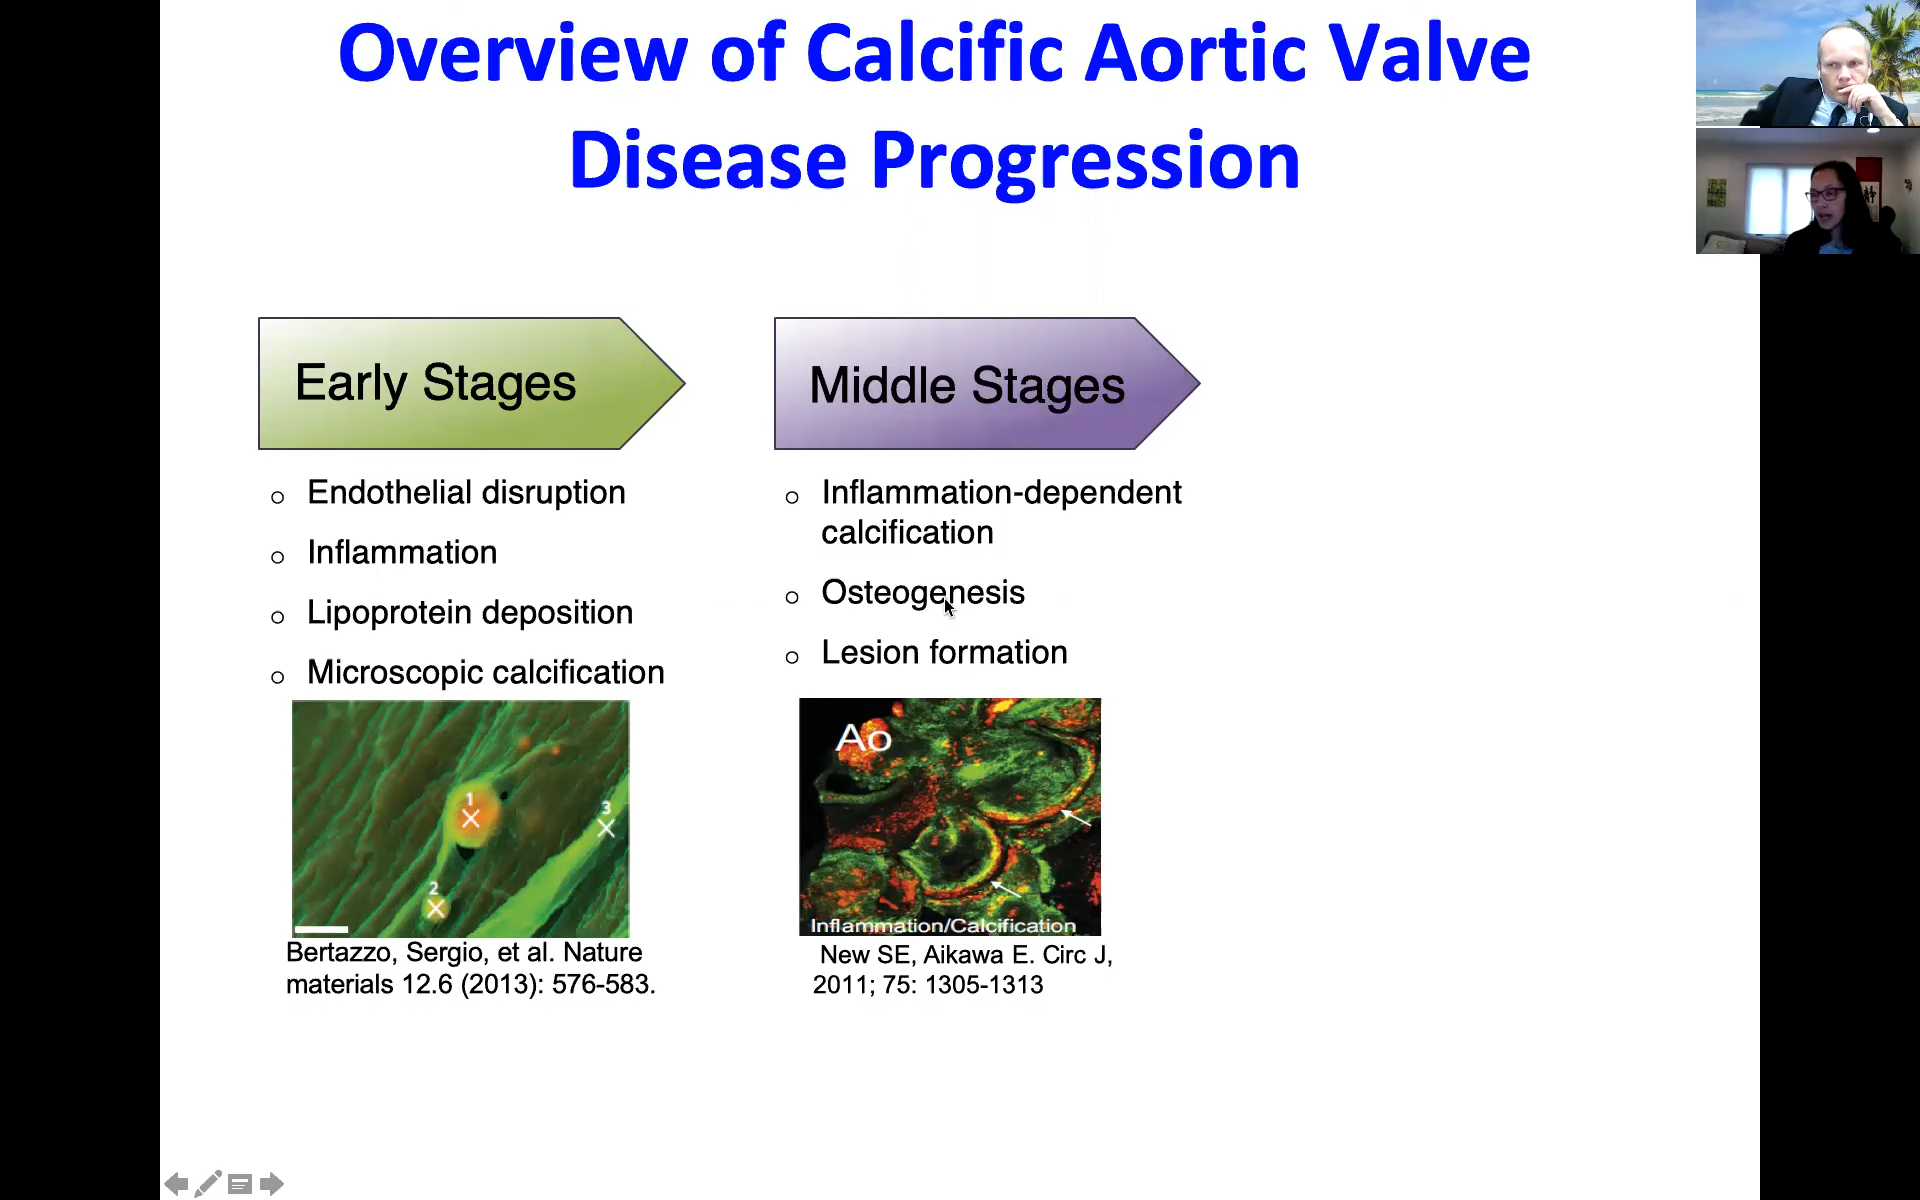 Overview of Calcific Aortic Valve
Disease Progression
Early Stages
Endothelial disruption
Inflammation
Lipoprotein deposition
Microscopic calcification
1
2
3
Bertazzo, Sergio, et al. Nature
materials 12.6 (2013): 576-583.
Middle Stages
Inflammation-dependent
calcification
Osteogenesis
Lesion formation
Ao
Inflammation/Calcification
New SE, Aikawa E. Circ J,
2011; 75: 1305-1313